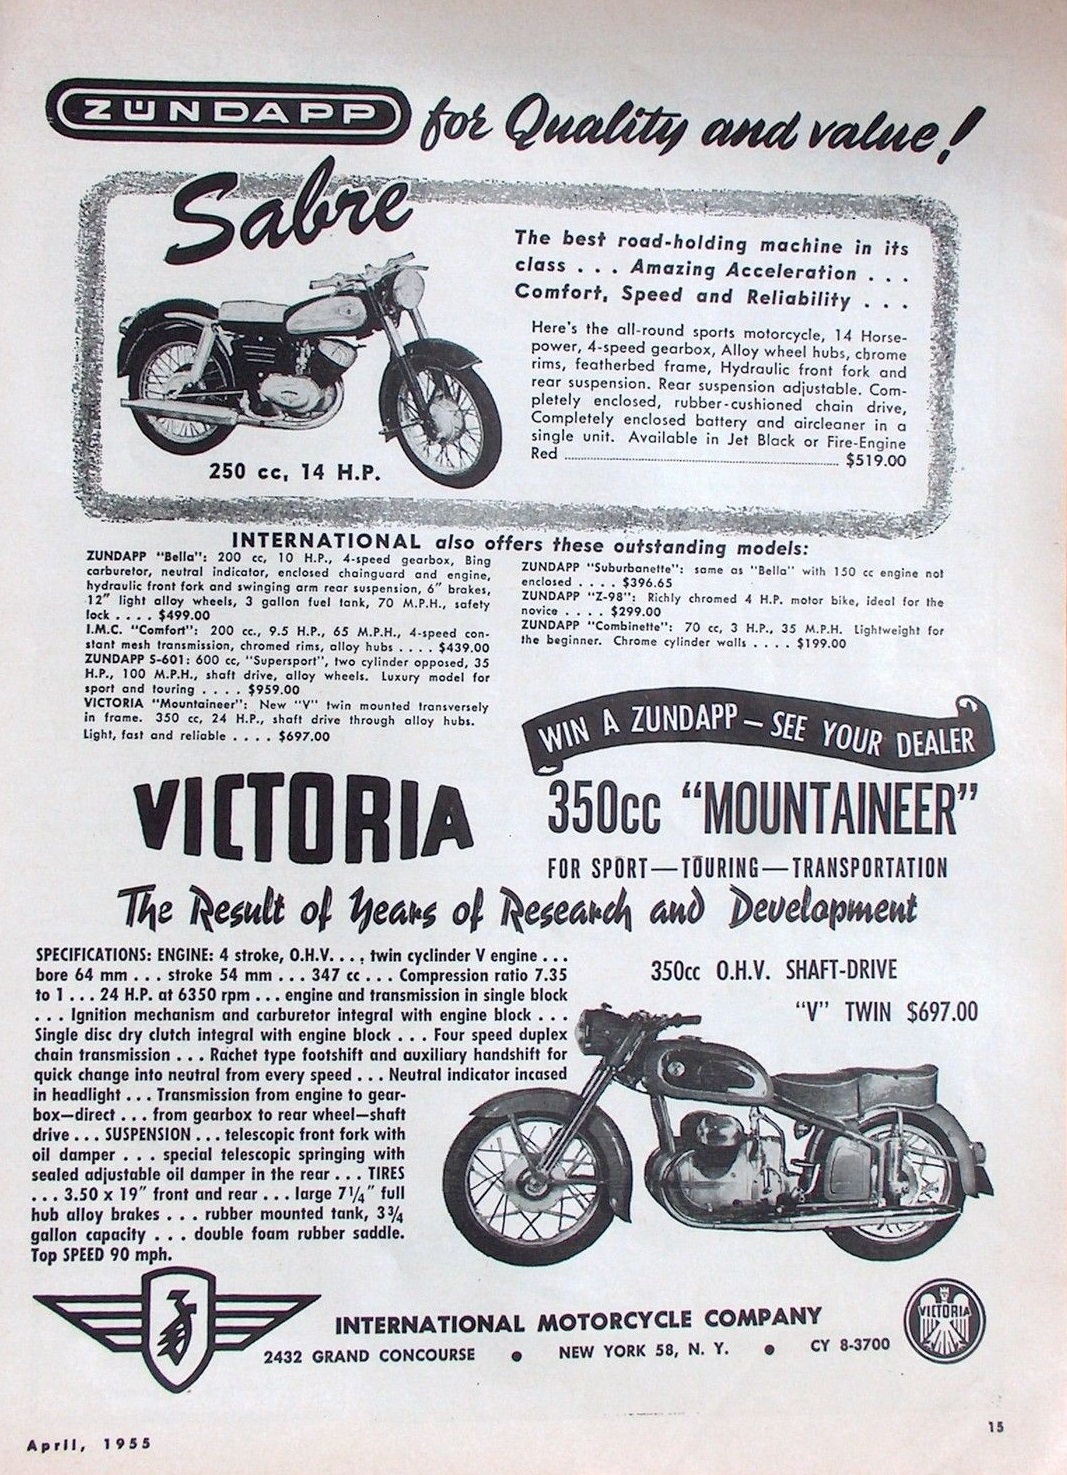 ZÜNDAPP for Quality and value!
Sabre
The best road-holding machine in its
class . . . Amazing Acceleration . . .
Comfort, Speed and Reliability . . .
Here's the all-round sports motorcycle, 14 Horse-
power, 4-speed gearbox, Alloy wheel hubs, chrome
rims, featherbed frame, Hydraulic front fork and
rear suspension. Rear suspension adjustable. Com-
pletely enclosed, rubber-cushioned chain drive,
Completely enclosed battery and aircleaner in a
single unit. Available in Jet Black or Fire-Engine
Red ........................................ $519.00
250 cc, 14 H.P.
INTERNATIONAL also offers these outstanding models:
ZUNDAPP "Bella": 200 cc, 10 H.P., 4-speed gearbox, Bing
carburetor, neutral indicator, enclosed chainguard and engine,
hydraulic front fork and swinging arm rear suspension, 6" brakes,
12" light alloy wheels, 3 gallon fuel tank, 70 M.P.H., safety
lock . . . . $499.00
I.M.C. "Comfort": 200 cc., 9.5 H.P., 65 M.P.H., 4-speed con-
stant mesh transmission, chromed rims, alloy hubs . . . . $439.00
ZUNDAPP S-601: 600 cc, "Supersport", two cylinder opposed, 35
H.P., 100 M.P.H., shaft drive, alloy wheels. Luxury model for
sport and touring . . . . $959.00
VICTORIA "Mountaineer": New "V" twin mounted transversely
in frame. 350 cc, 24 H.P., shaft drive through alloy hubs.
Light, fast and reliable . . . . $697.00
ZUNDAPP "Suburbanette": same as "Bella" with 150 cc engine not
enclosed . . . . $396.65
ZUNDAPP "Z-98": Richly chromed 4 H.P. motor bike, ideal for the
novice . . . . $299.00
ZUNDAPP "Combinette": 70 cc, 3 H.P., 35 M.P.H. Lightweight for
the beginner. Chrome cylinder walls . . . . $199.00
WIN A ZUNDAPP — SEE YOUR DEALER
VICTORIA
350cc "MOUNTAINEER"
FOR SPORT—TOURING—TRANSPORTATION
The Result of Years of Research and Development
SPECIFICATIONS: ENGINE: 4 stroke, O.H.V. . . . twin cyclinder V engine . . .
bore 64 mm . . . stroke 54 mm . . . 347 cc . . . Compression ratio 7.35
to 1 . . . 24 H.P. at 6350 rpm . . . engine and transmission in single block
. . . Ignition mechanism and carburetor integral with engine block . . .
Single disc dry clutch integral with engine block . . . Four speed duplex
chain transmission . . . Rachet type footshift and auxiliary handshift for
quick change into neutral from every speed . . . Neutral indicator incased
in headlight . . . Transmission from engine to gear-
box—direct . . . from gearbox to rear wheel—shaft
drive . . . SUSPENSION . . . telescopic front fork with
oil damper . . . special telescopic springing with
sealed adjustable oil damper in the rear . . . TIRES
. . . 3.50 x 19" front and rear . . . large 7¼" full
hub alloy brakes . . . rubber mounted tank, 3¾
gallon capacity . . . double foam rubber saddle.
Top SPEED 90 mph.
350cc O.H.V. SHAFT-DRIVE
"V" TWIN $697.00
INTERNATIONAL MOTORCYCLE COMPANY
2432 GRAND CONCOURSE • NEW YORK 58, N. Y. • CY 8-3700
VICTORIA
15
April, 1955